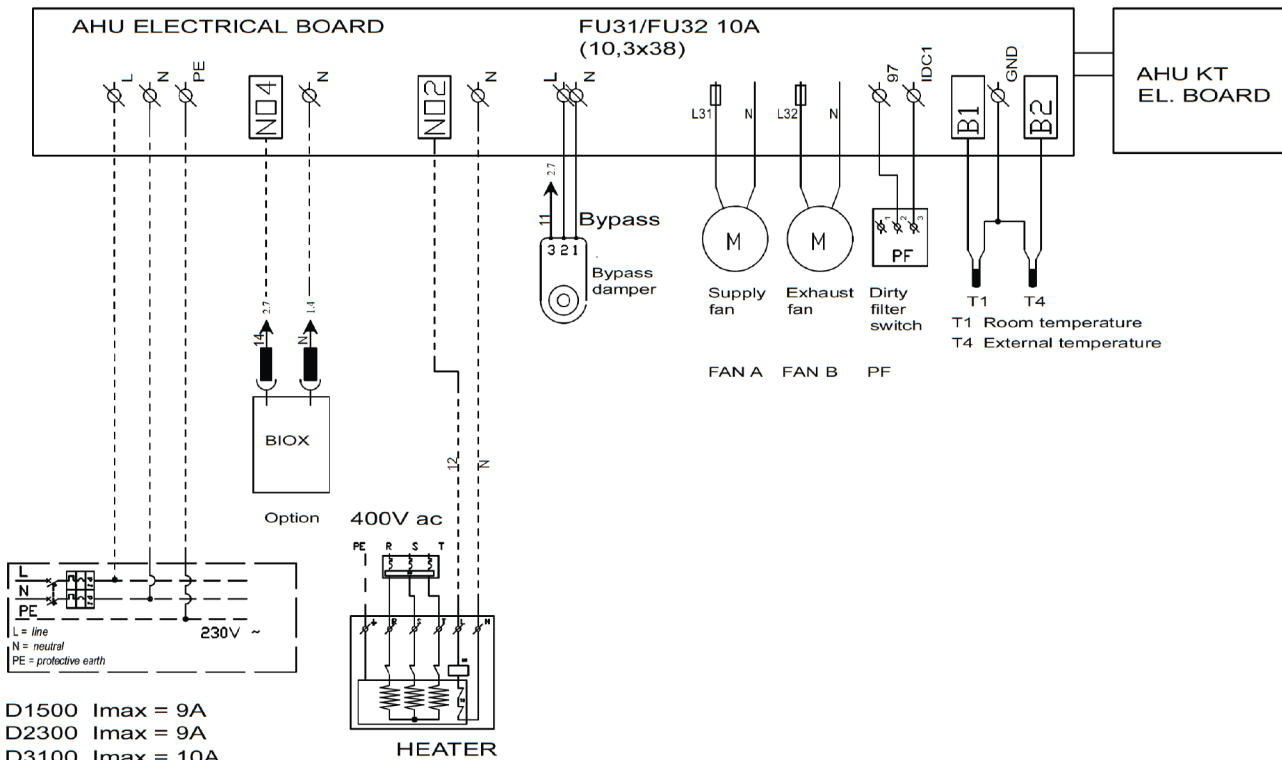 AHU ELECTRICAL BOARD
FU31/FU32 10A
(10,3x38)
AHU KT
EL. BOARD
L
N
PE
NO4
N
NO2
N
L
N
L31
N
L32
N
97
IDC1
B1
GND
B2
2.7
11
Bypass
3 2 1
Bypass
damper
M
M
1 2 3
PF
Supply
fan
Exhaust
fan
Dirty
filter
switch
T1
T4
T1 Room temperature
T4 External temperature
FAN A
FAN B
PF
2.7
14
1.4
N
BIOX
Option
12
N
400V ac
PE R S T
R S T L N
HEATER
L
N
PE
230V ~
L = line
N = neutral
PE = protective earth
D1500 Imax = 9A
D2300 Imax = 9A
D3100 Imax = 10A